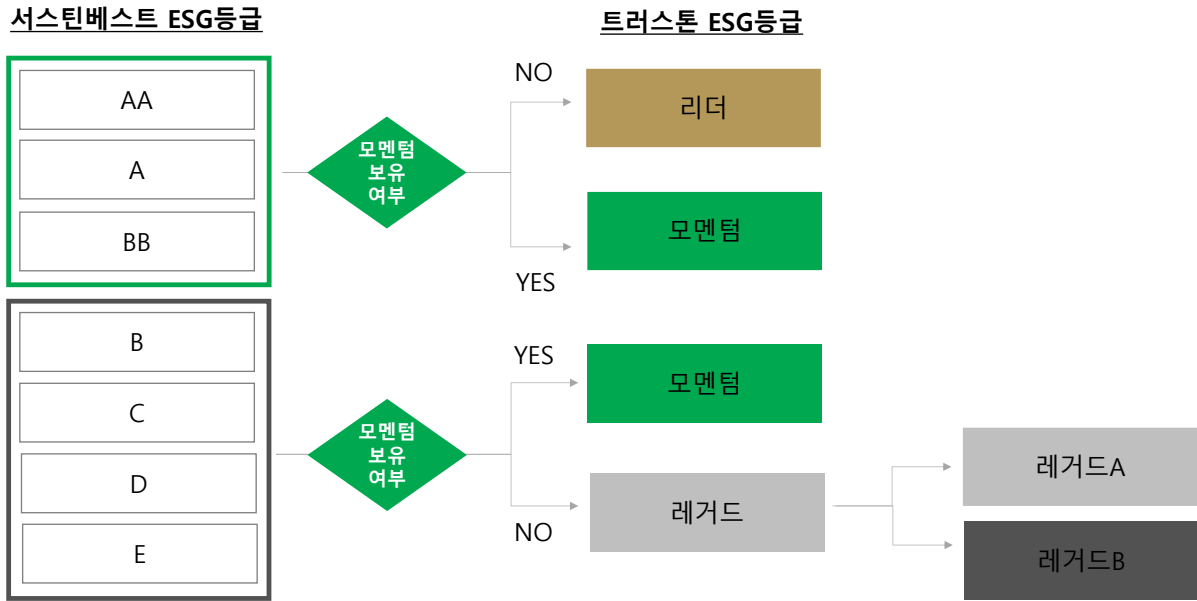 서스틴베스트 ESG등급
트러스톤 ESG등급
AA
A
BB
모멘텀
보유
여부
NO
리더
모멘텀
YES
B
C
D
E
모멘텀
보유
여부
YES
모멘텀
레거드
NO
레거드A
레거드B